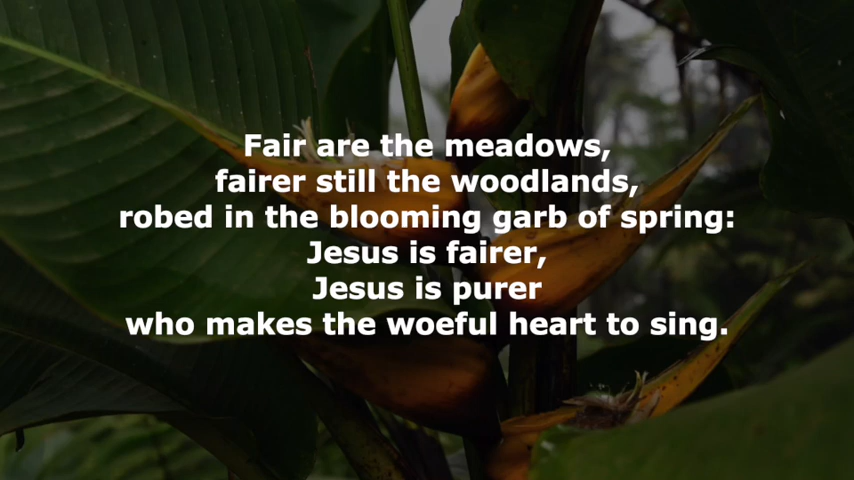 Fair are the meadows,
fairer still the woodlands,
robed in the blooming garb of spring:
Jesus is fairer,
Jesus is purer
who makes the woeful heart to sing.